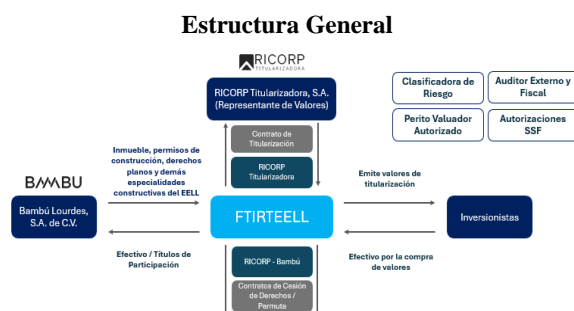 Estructura General
RICORP
TITULARIZADORA
RICORP Titularizadora, S.A.
(Representante de Valores)
Clasificadora de
Riesgo
Auditor Externo y
Fiscal
Perito Valuador
Autorizado
Autorizaciones
SSF
Contrato de
Titularización
RICORP
Titularizadora
Inmueble, permisos de
construcción, derechos
planos y demás
especialidades
constructivas del EELL
Emite valores de
titularización
BAMBU
Bambú Lourdes,
S.A. de C.V.
FTIRTEELL
Inversionistas
Efectivo / Títulos de
Participación
RICORP - Bambú
Contratos de Cesión
de Derechos /
Permuta
Efectivo por la compra
de valores